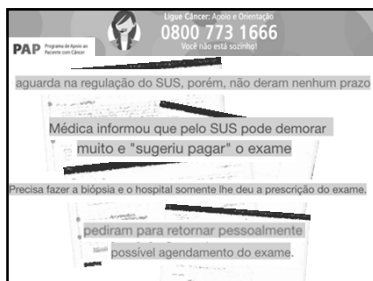 Ligue Câncer: Apoio e Orientação
0800 773 1666
Você não está sozinho!
PAP Programa de Apoio ao
Paciente com Câncer
aguarda na regulação do SUS, porém, não deram nenhum prazo
Médica informou que pelo SUS pode demorar
muito e "sugeriu pagar" o exame
Precisa fazer a biópsia e o hospital somente lhe deu a prescrição do exame.
pediram para retornar pessoalmente
possível agendamento do exame.